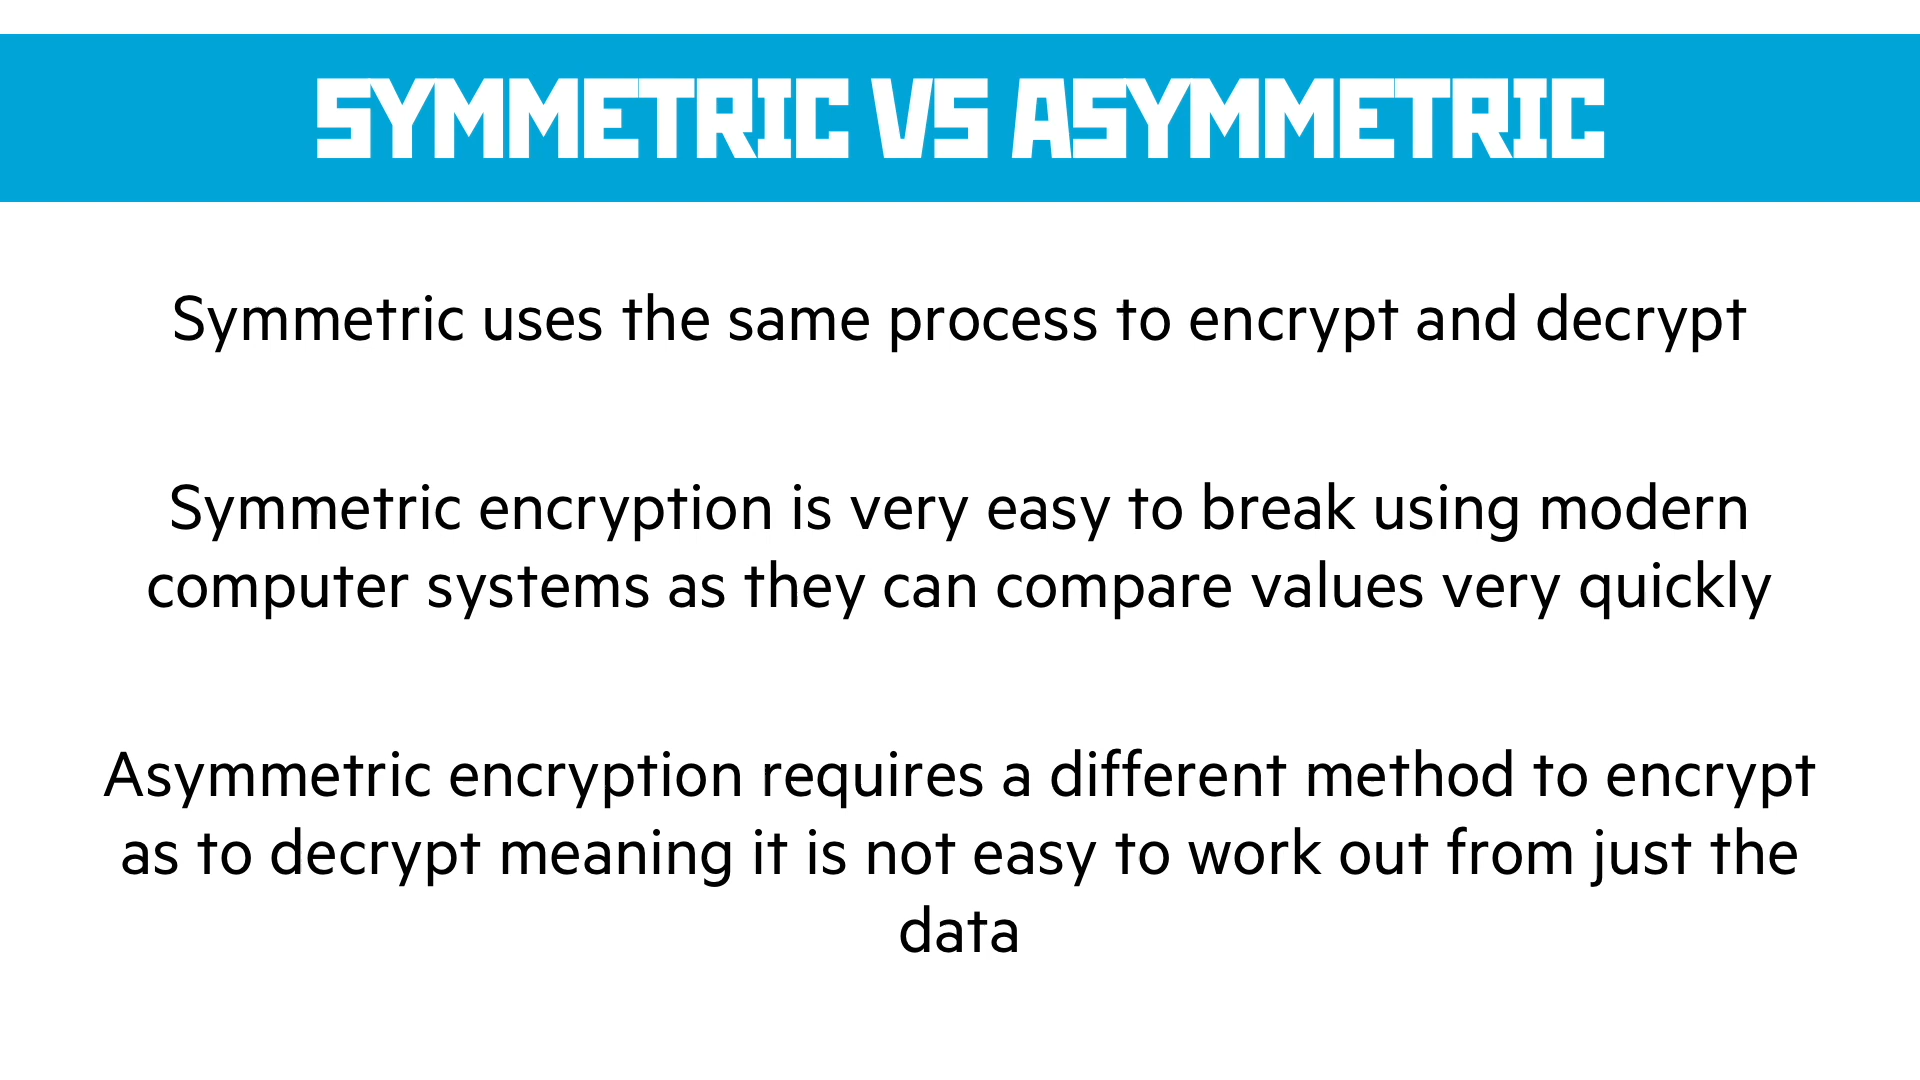 SYMMETRIC VS ASYMMETRIC
Symmetric uses the same process to encrypt and decrypt
Symmetric encryption is very easy to break using modern
computer systems as they can compare values very quickly
Asymmetric encryption requires a different method to encrypt
as to decrypt meaning it is not easy to work out from just the
data